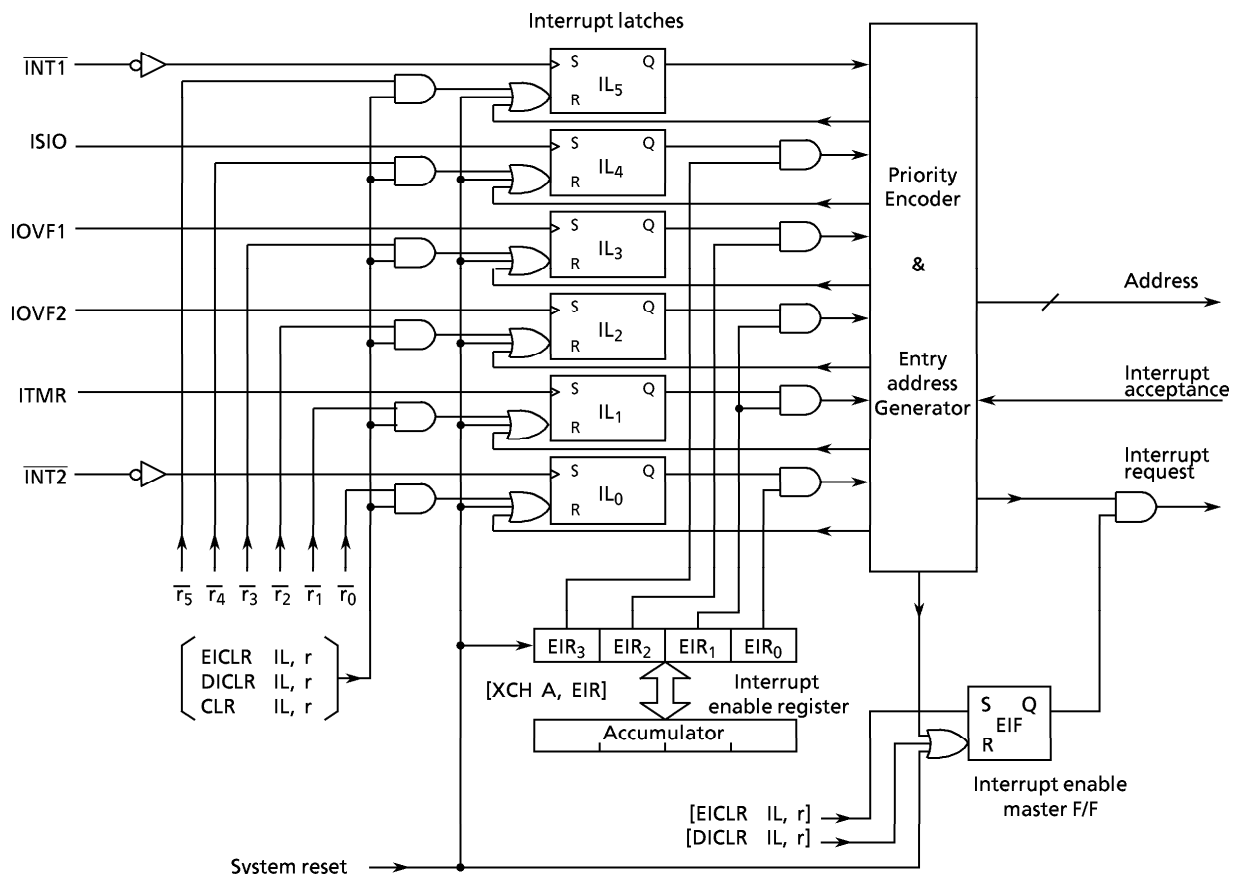 Interrupt latches
INT1
S Q
IL5
R
ISIO
S Q
IL4
R
Priority
Encoder
IOVF1
S Q
IL3
R
&
Address
IOVF2
S Q
IL2
R
Entry
address
Generator
Interrupt
acceptance
ITMR
S Q
IL1
R
INT2
S Q
IL0
R
Interrupt
request
r5 r4 r3 r2 r1 r0
EIR3 EIR2 EIR1 EIR0
EICLR IL, r
DICLR IL, r
CLR IL, r
[XCH A, EIR]
Interrupt
enable register
Accumulator
S Q
EIF
R
Interrupt enable
master F/F
[EICLR IL, r]
[DICLR IL, r]
System reset